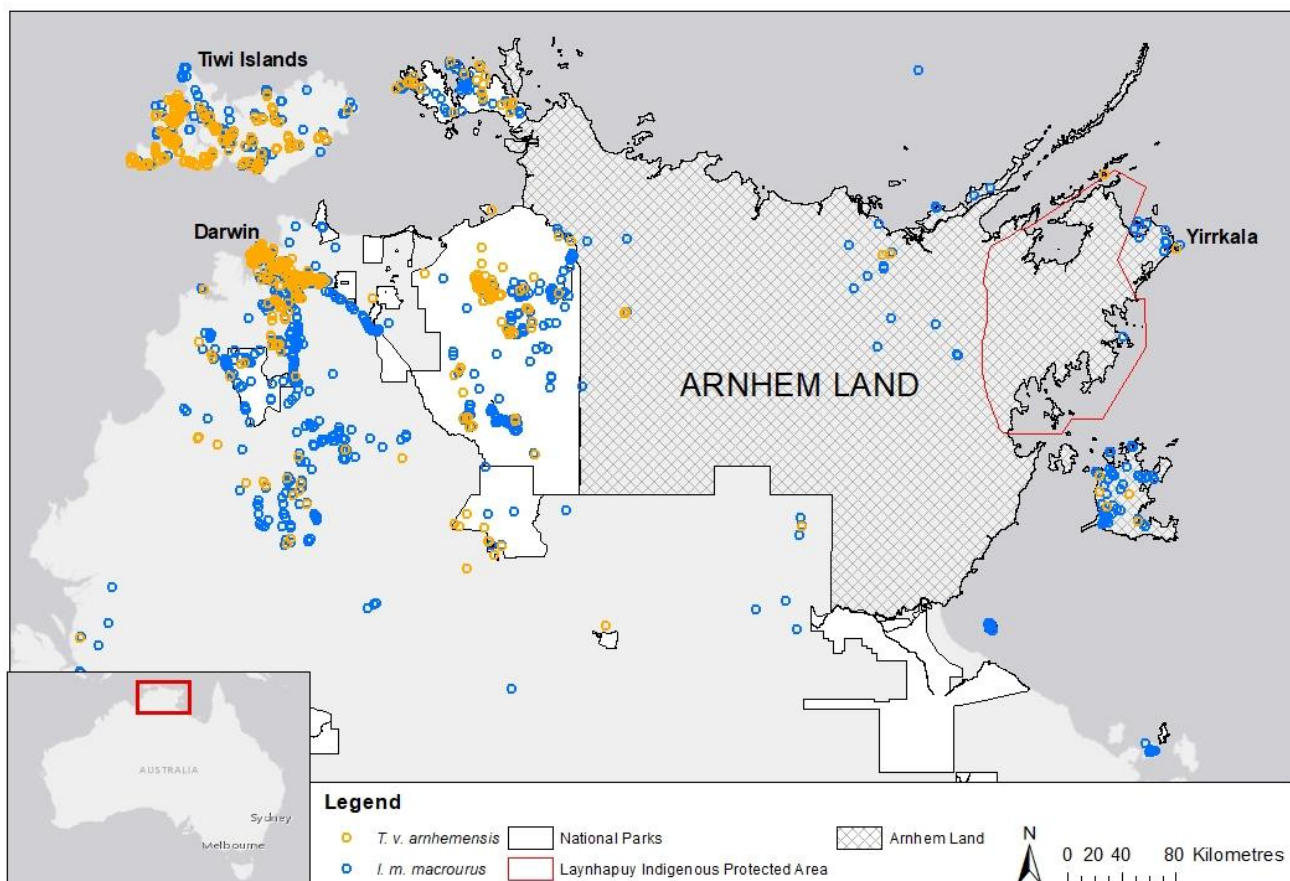 Tiwi Islands
Darwin
Yirrkala
ARNHEM LAND
AUSTRALIA
Sydney
Melbourne
Legend
T. v. arnhemensis
National Parks
Arnhem Land
I. m. macrourus
Laynhapuy Indigenous Protected Area
N
0 20 40 80 Kilometres